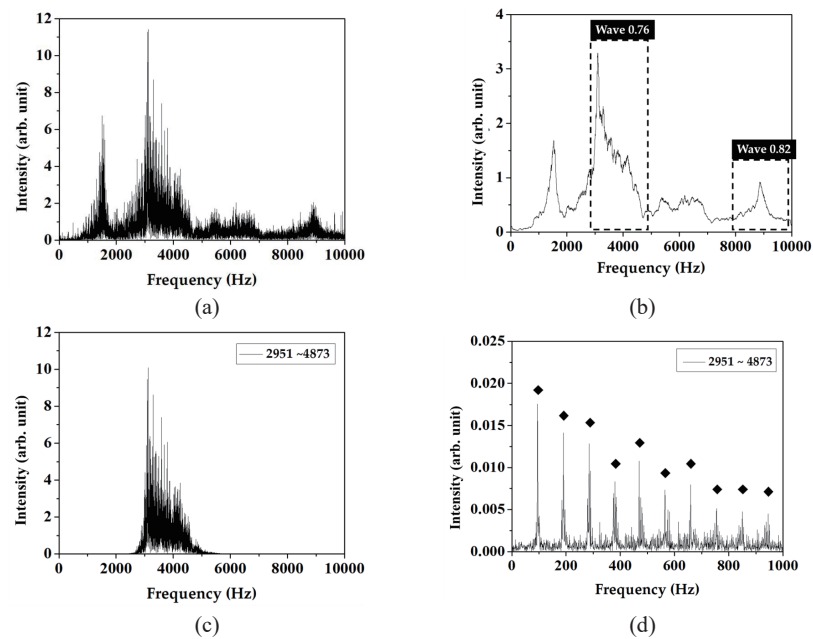 12
10
8
6
4
2
0
Intensity (arb. unit)
0 2000 4000 6000 8000 10000
Frequency (Hz)
(a)
Wave 0.76
Wave 0.82
4
3
2
1
0
Intensity (arb. unit)
0 2000 4000 6000 8000 10000
Frequency (Hz)
(b)
2951 ~4873
12
10
8
6
4
2
0
Intensity (arb. unit)
0 2000 4000 6000 8000 10000
Frequency (Hz)
(c)
2951 ~ 4873
0.025
0.020
0.015
0.010
0.005
0.000
Intensity (arb. unit)
0 200 400 600 800 1000
Frequency (Hz)
(d)